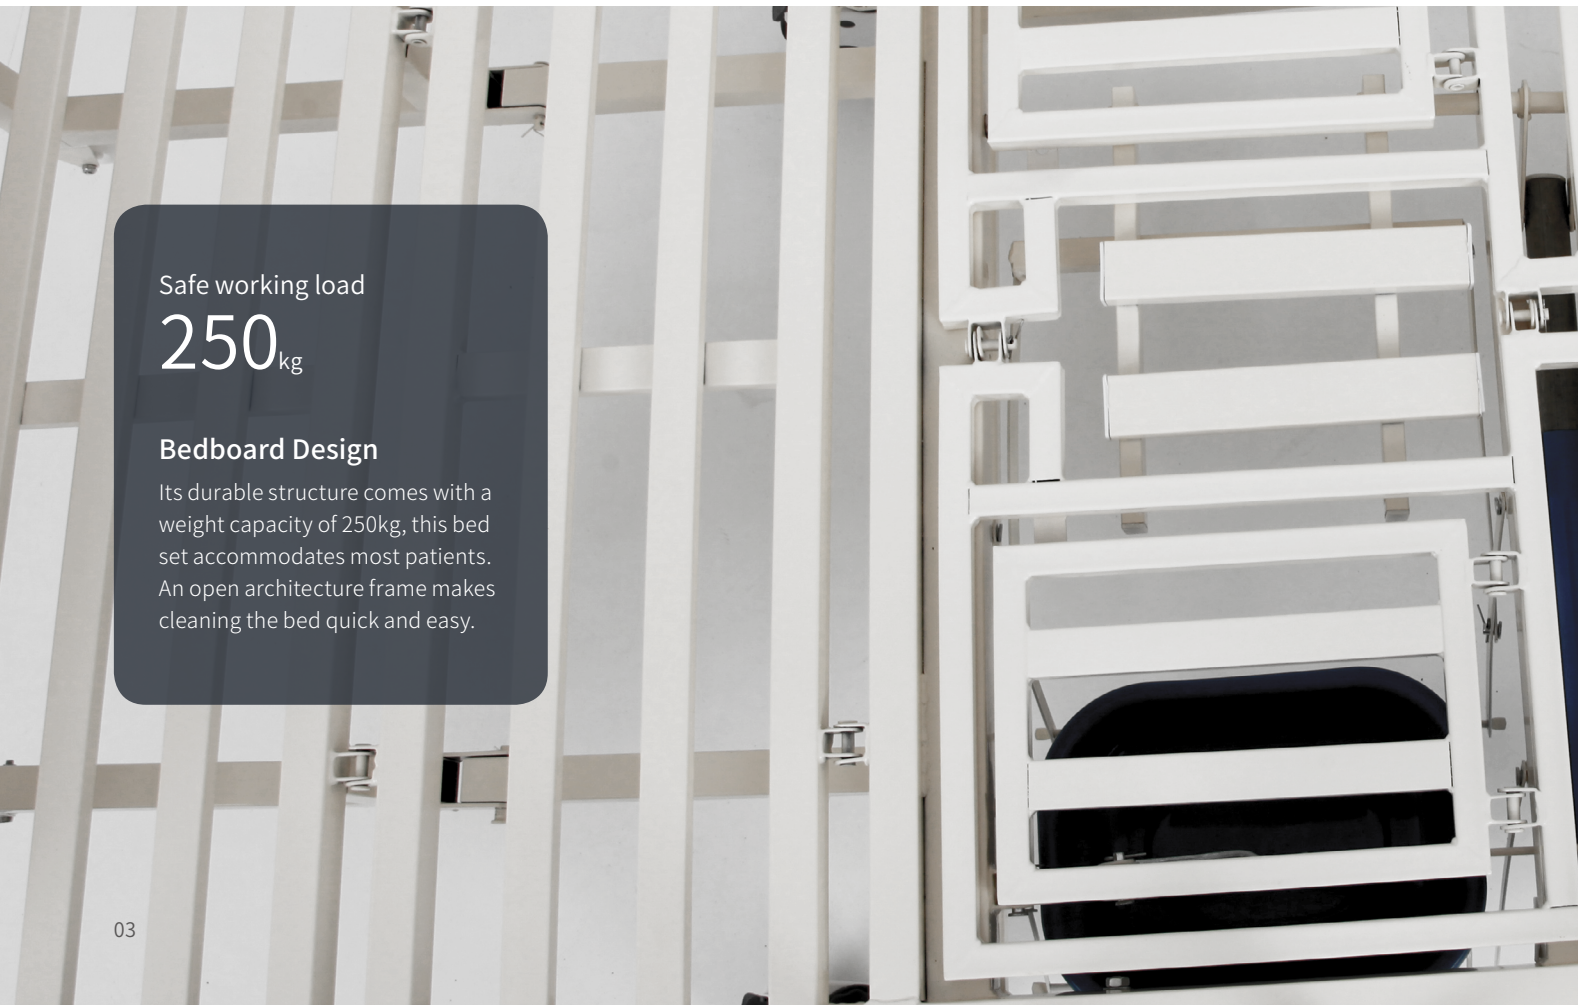 Safe working load
250kg
Bedboard Design
Its durable structure comes with a
weight capacity of 250kg, this bed
set accommodates most patients.
An open architecture frame makes
cleaning the bed quick and easy.
03